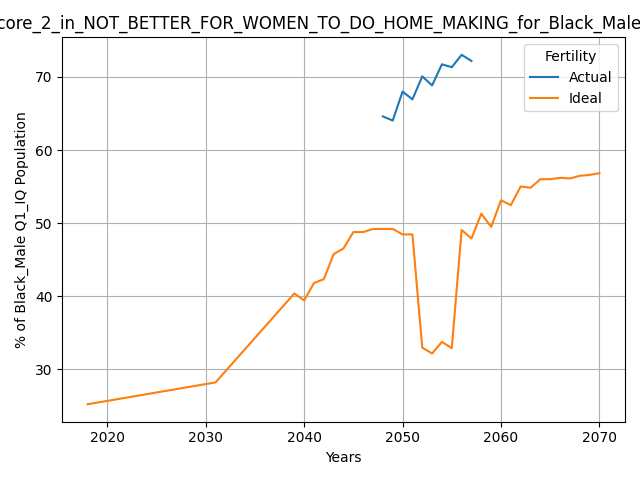 core_2_in_NOT_BETTER_FOR_WOMEN_TO_DO_HOME_MAKING_for_Black_Male
Fertility
Actual
Ideal
% of Black_Male Q1_IQ Population
70
60
50
40
30
2020 2030 2040 2050 2060 2070
Years